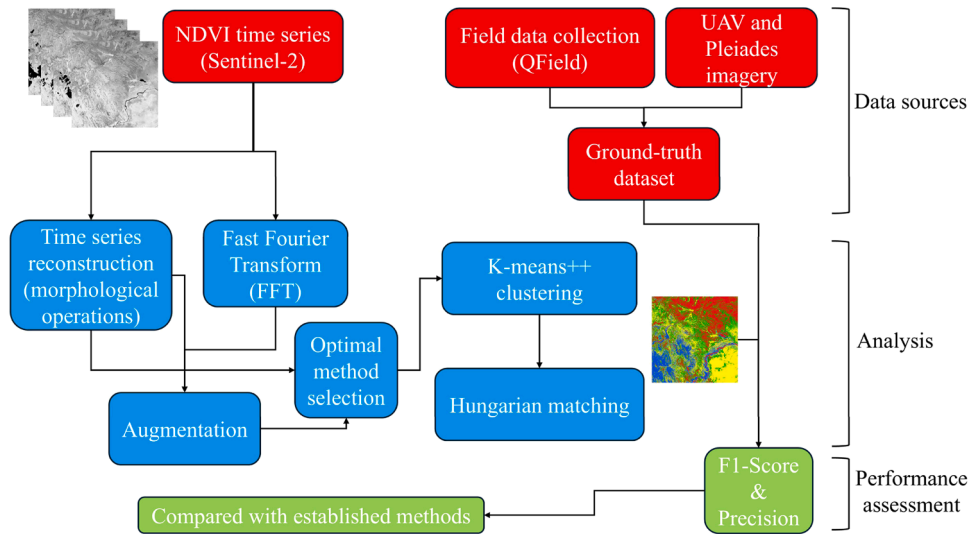 NDVI time series
(Sentinel-2)
Field data collection
(QField)
UAV and
Pleiades
imagery
Data sources
Ground-truth
dataset
Time series
reconstruction
(morphological
operations)
Fast Fourier
Transform
(FFT)
K-means++
clustering
Optimal
method
selection
Analysis
Augmentation
Hungarian matching
F1-Score
&
Precision
Performance
assessment
Compared with established methods